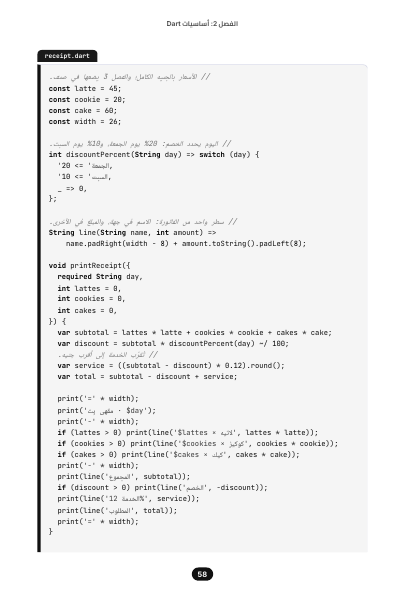 الفصل 2: أساسيات Dart
receipt.dart
// الأسعار بالجنيه الكامل، والفصل 3 يضعها في صنف.
const latte = 45;
const cookie = 20;
const cake = 60;
const width = 26;
// اليوم يحدد الخصم: 20% يوم الجمعة، و10% يوم السبت.
int discountPercent(String day) => switch (day) {
'الجمعة' => 20,
'السبت' => 10,
_ => 0,
};
// سطر واحد من الفاتورة: الاسم في جهة، والمبلغ في الأخرى.
String line(String name, int amount) =>
name.padRight(width - 8) + amount.toString().padLeft(8);
void printReceipt({
required String day,
int lattes = 0,
int cookies = 0,
int cakes = 0,
}) {
var subtotal = lattes * latte + cookies * cookie + cakes * cake;
var discount = subtotal * discountPercent(day) ~/ 100;
// تُقرَّب الخدمة إلى أقرب جنيه.
var service = ((subtotal - discount) * 0.12).round();
var total = subtotal - discount + service;
print('=' * width);
print('مقهى بِت · $day');
print('-' * width);
if (lattes > 0) print(line('$lattes × لاتيه', lattes * latte));
if (cookies > 0) print(line('$cookies × كوكيز', cookies * cookie));
if (cakes > 0) print(line('$cakes × كيك', cakes * cake));
print('-' * width);
print(line('المجموع', subtotal));
if (discount > 0) print(line('الخصم', -discount));
print(line('الخدمة 12%', service));
print(line('المطلوب', total));
print('=' * width);
}
58